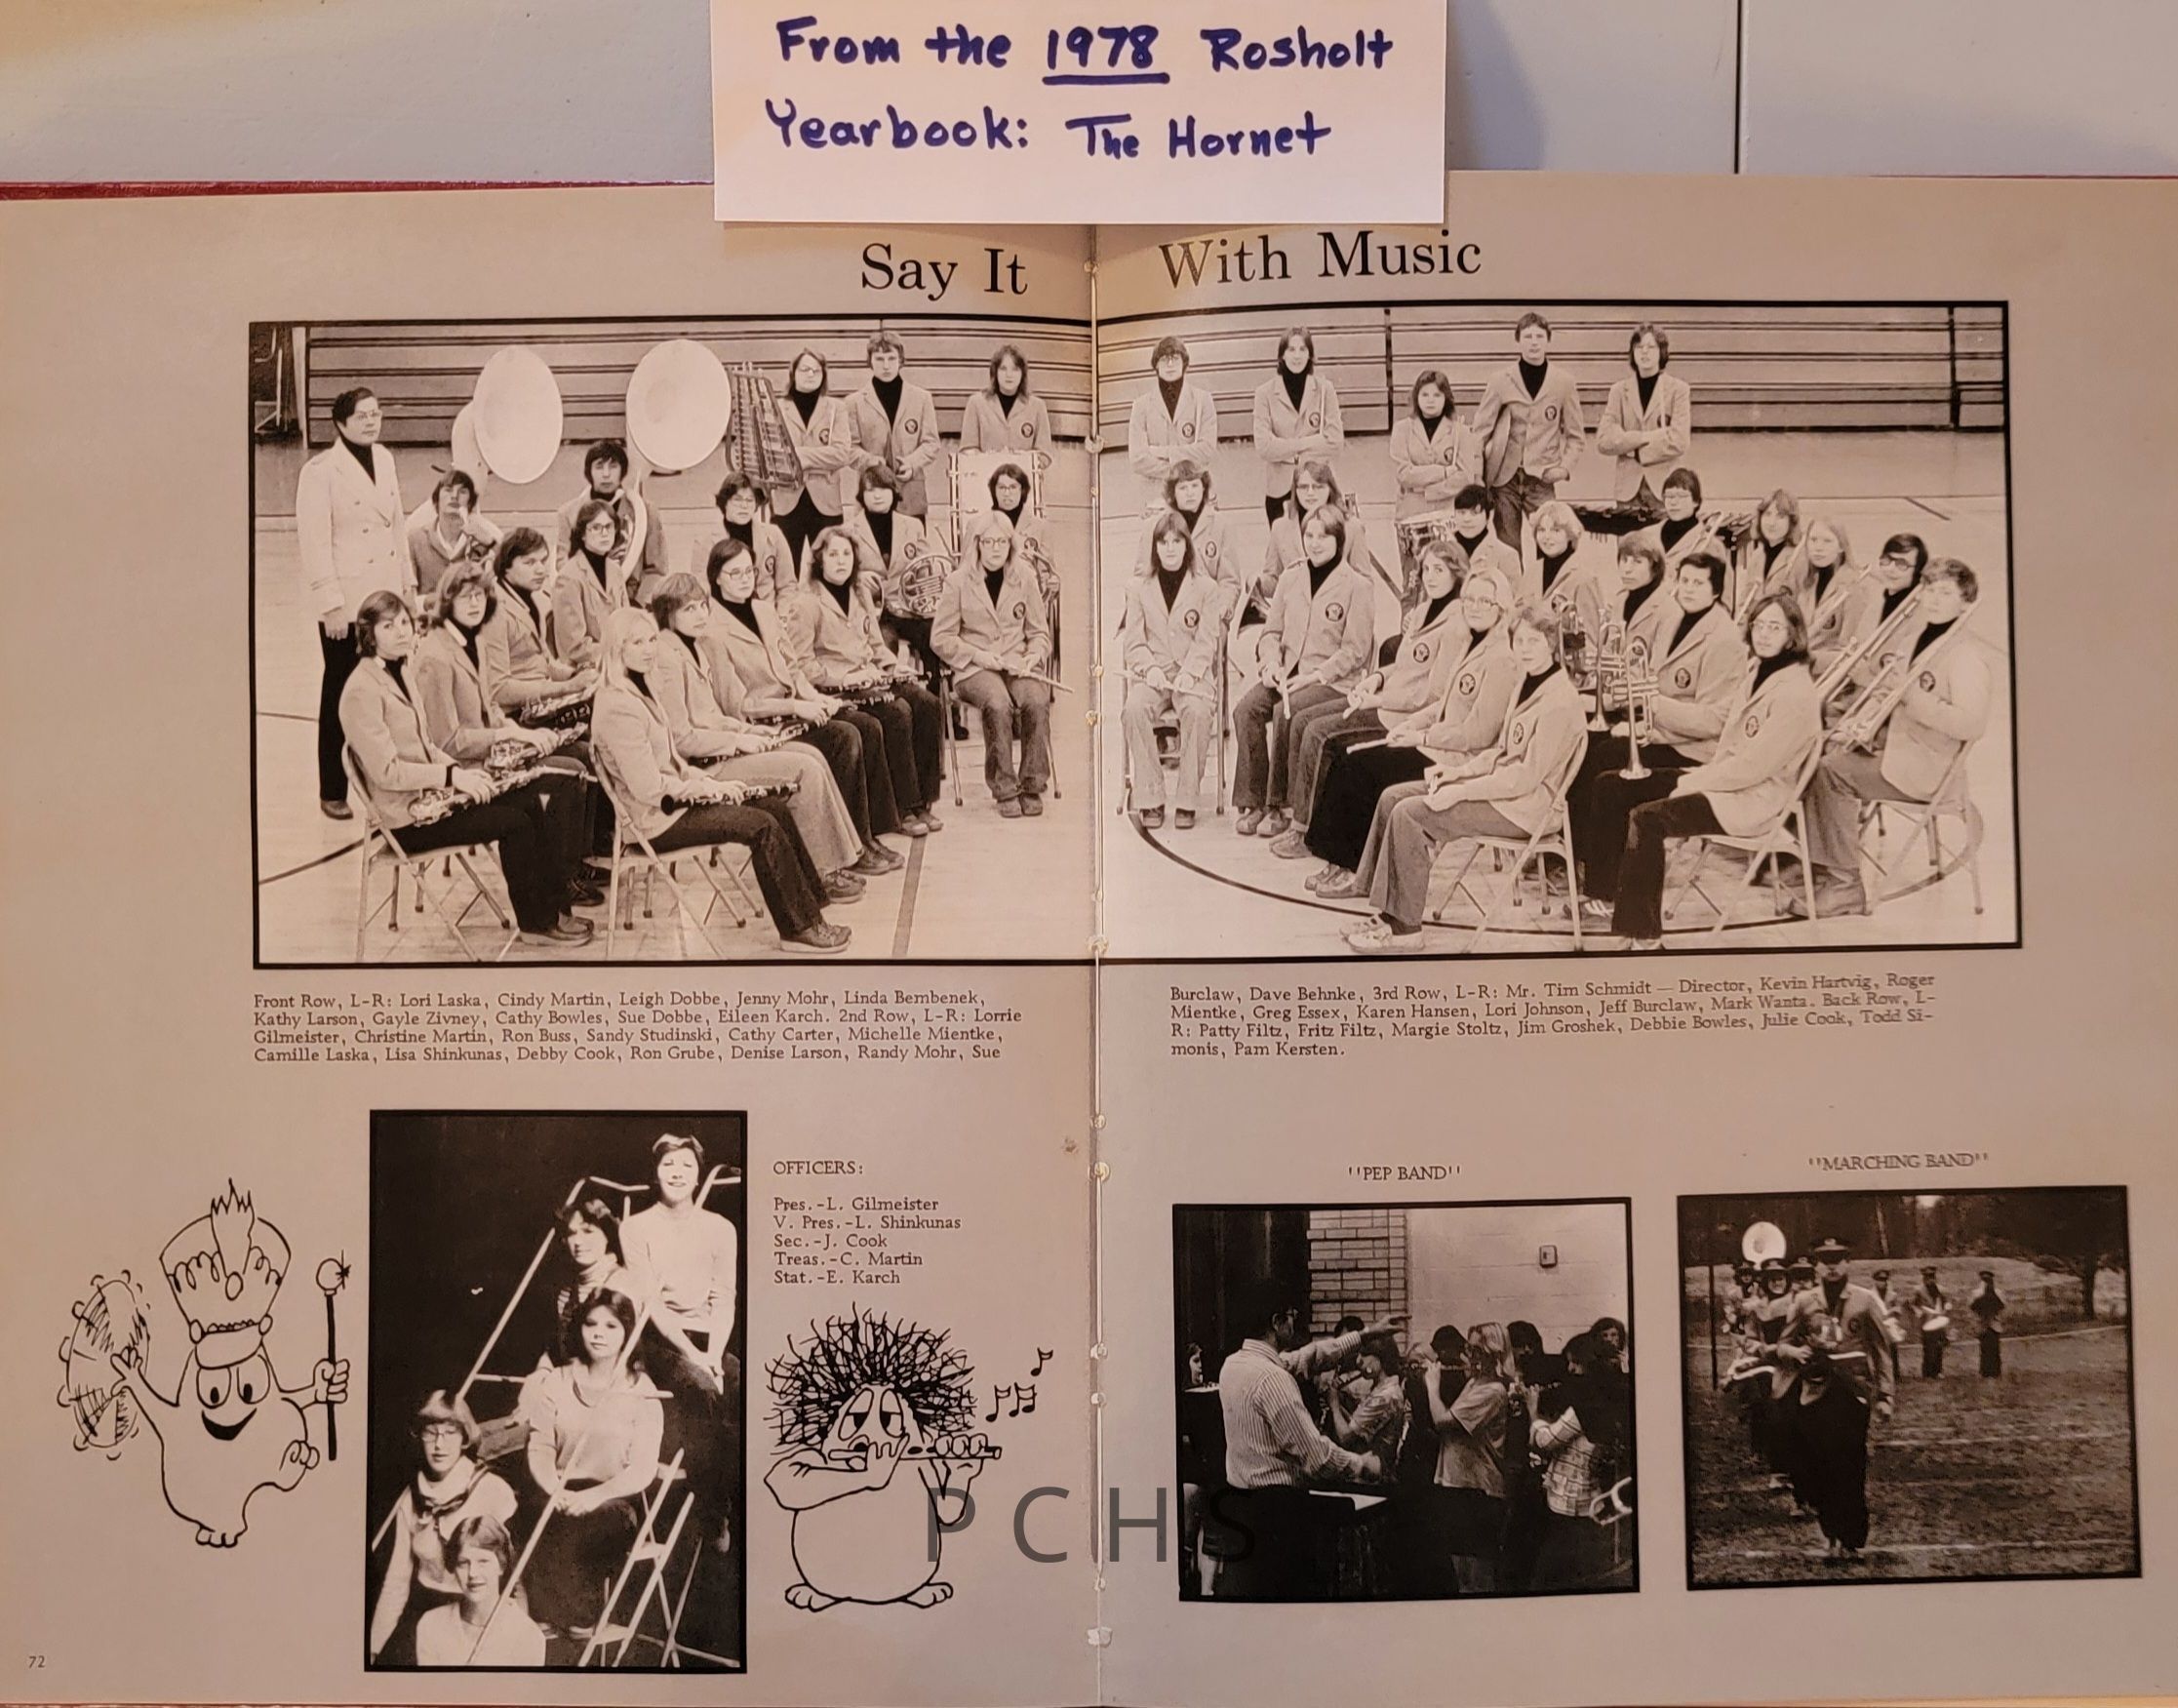 From the 1978 Rosholt
Yearbook: The Hornet
Say It With Music
Front Row, L-R: Lori Laska, Cindy Martin, Leigh Dobbe, Jenny Mohr, Linda Bembenek,
Kathy Larson, Gayle Zivney, Cathy Bowles, Sue Dobbe, Eileen Karch. 2nd Row, L-R: Lorrie
Gilmeister, Christine Martin, Ron Buss, Sandy Studinski, Cathy Carter, Michelle Mientke,
Camille Laska, Lisa Shinkunas, Debby Cook, Ron Grube, Denise Larson, Randy Mohr, Sue
Burclaw, Dave Behnke, 3rd Row, L-R: Mr. Tim Schmidt — Director, Kevin Hartvig, Roger
Mientke, Greg Essex, Karen Hansen, Lori Johnson, Jeff Burclaw, Mark Wanta. Back Row, L-
R: Patty Filtz, Fritz Filtz, Margie Stoltz, Jim Groshek, Debbie Bowles, Julie Cook, Todd Si-
monis, Pam Kersten.
OFFICERS:
Pres.-L. Gilmeister
V. Pres.-L. Shinkunas
Sec.-J. Cook
Treas.-C. Martin
Stat.-E. Karch
"PEP BAND"
"MARCHING BAND"
PCHS
72